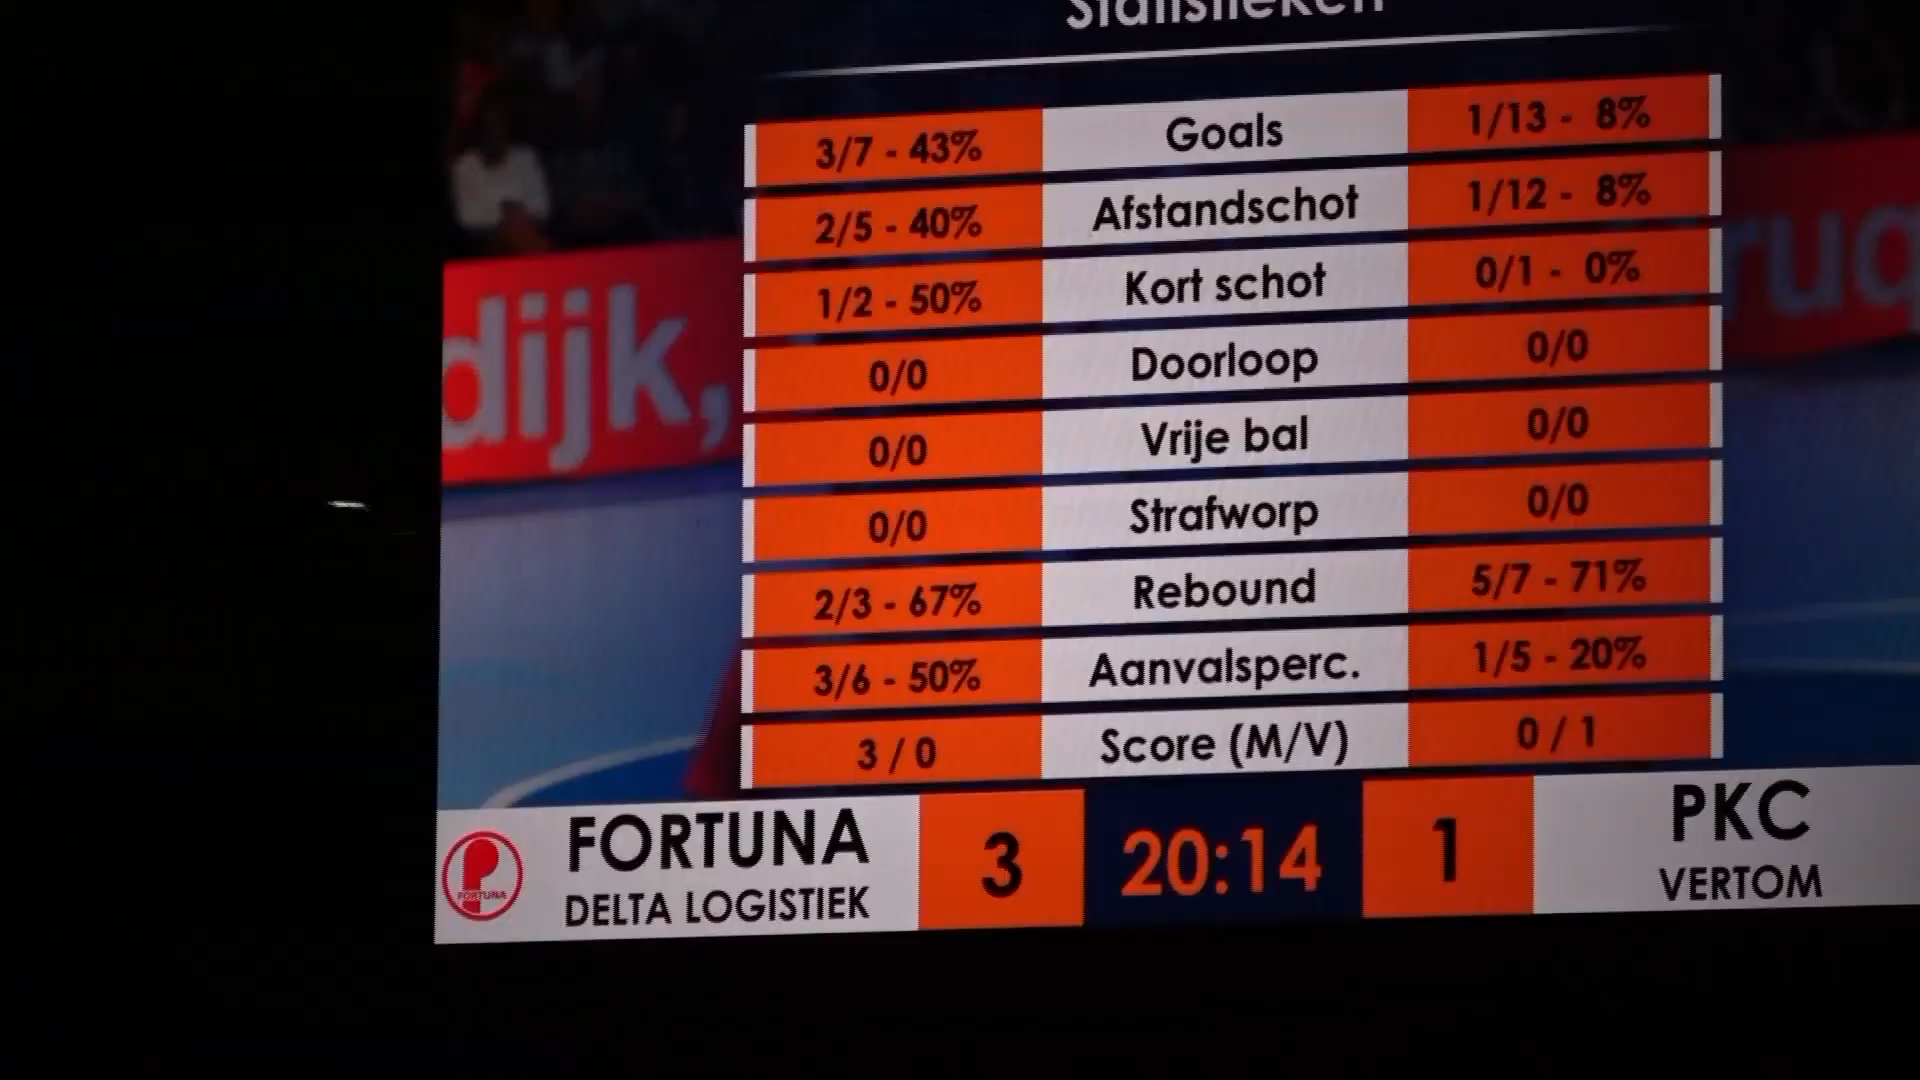 Statistieken
3/7 - 43% Goals 1/13 - 8%
2/5 - 40% Afstandschot 1/12 - 8%
1/2 - 50% Kort schot 0/1 - 0%
0/0 Doorloop 0/0
0/0 Vrije bal 0/0
0/0 Strafworp 0/0
2/3 - 67% Rebound 5/7 - 71%
3/6 - 50% Aanvalsperc. 1/5 - 20%
3 / 0 Score (M/V) 0 / 1
dijk,
ruq
FORTUNA
FORTUNA 3 20:14 1 PKC
DELTA LOGISTIEK VERTOM